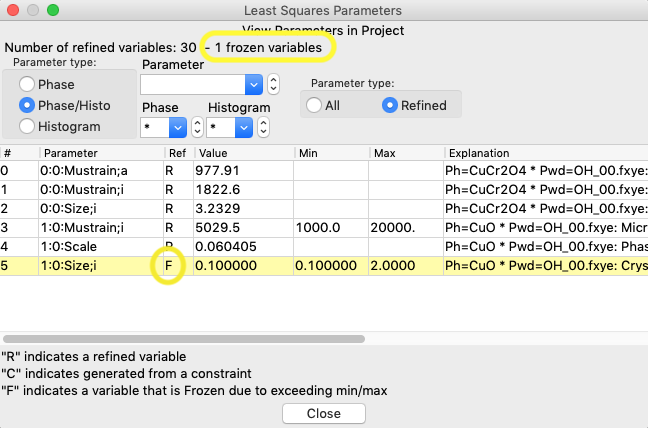 Least Squares Parameters
View Parameters in Project
Number of refined variables: 30 - 1 frozen variables
Parameter type:
Phase
Phase/Histo
Histogram
Parameter
Phase Histogram
* *
Parameter type:
All Refined
# Parameter Ref Value Min Max Explanation
0 0:0:Mustrain;a R 977.91 Ph=CuCr2O4 * Pwd=OH_00.fxye:
1 0:0:Mustrain;i R 1822.6 Ph=CuCr2O4 * Pwd=OH_00.fxye:
2 0:0:Size;i R 3.2329 Ph=CuCr2O4 * Pwd=OH_00.fxye:
3 1:0:Mustrain;i R 5029.5 1000.0 20000. Ph=CuO * Pwd=OH_00.fxye: Micr
4 1:0:Scale R 0.060405 Ph=CuO * Pwd=OH_00.fxye: Phas
5 1:0:Size;i F 0.100000 0.100000 2.0000 Ph=CuO * Pwd=OH_00.fxye: Crys
"R" indicates a refined variable
"C" indicates generated from a constraint
"F" indicates a variable that is Frozen due to exceeding min/max
Close